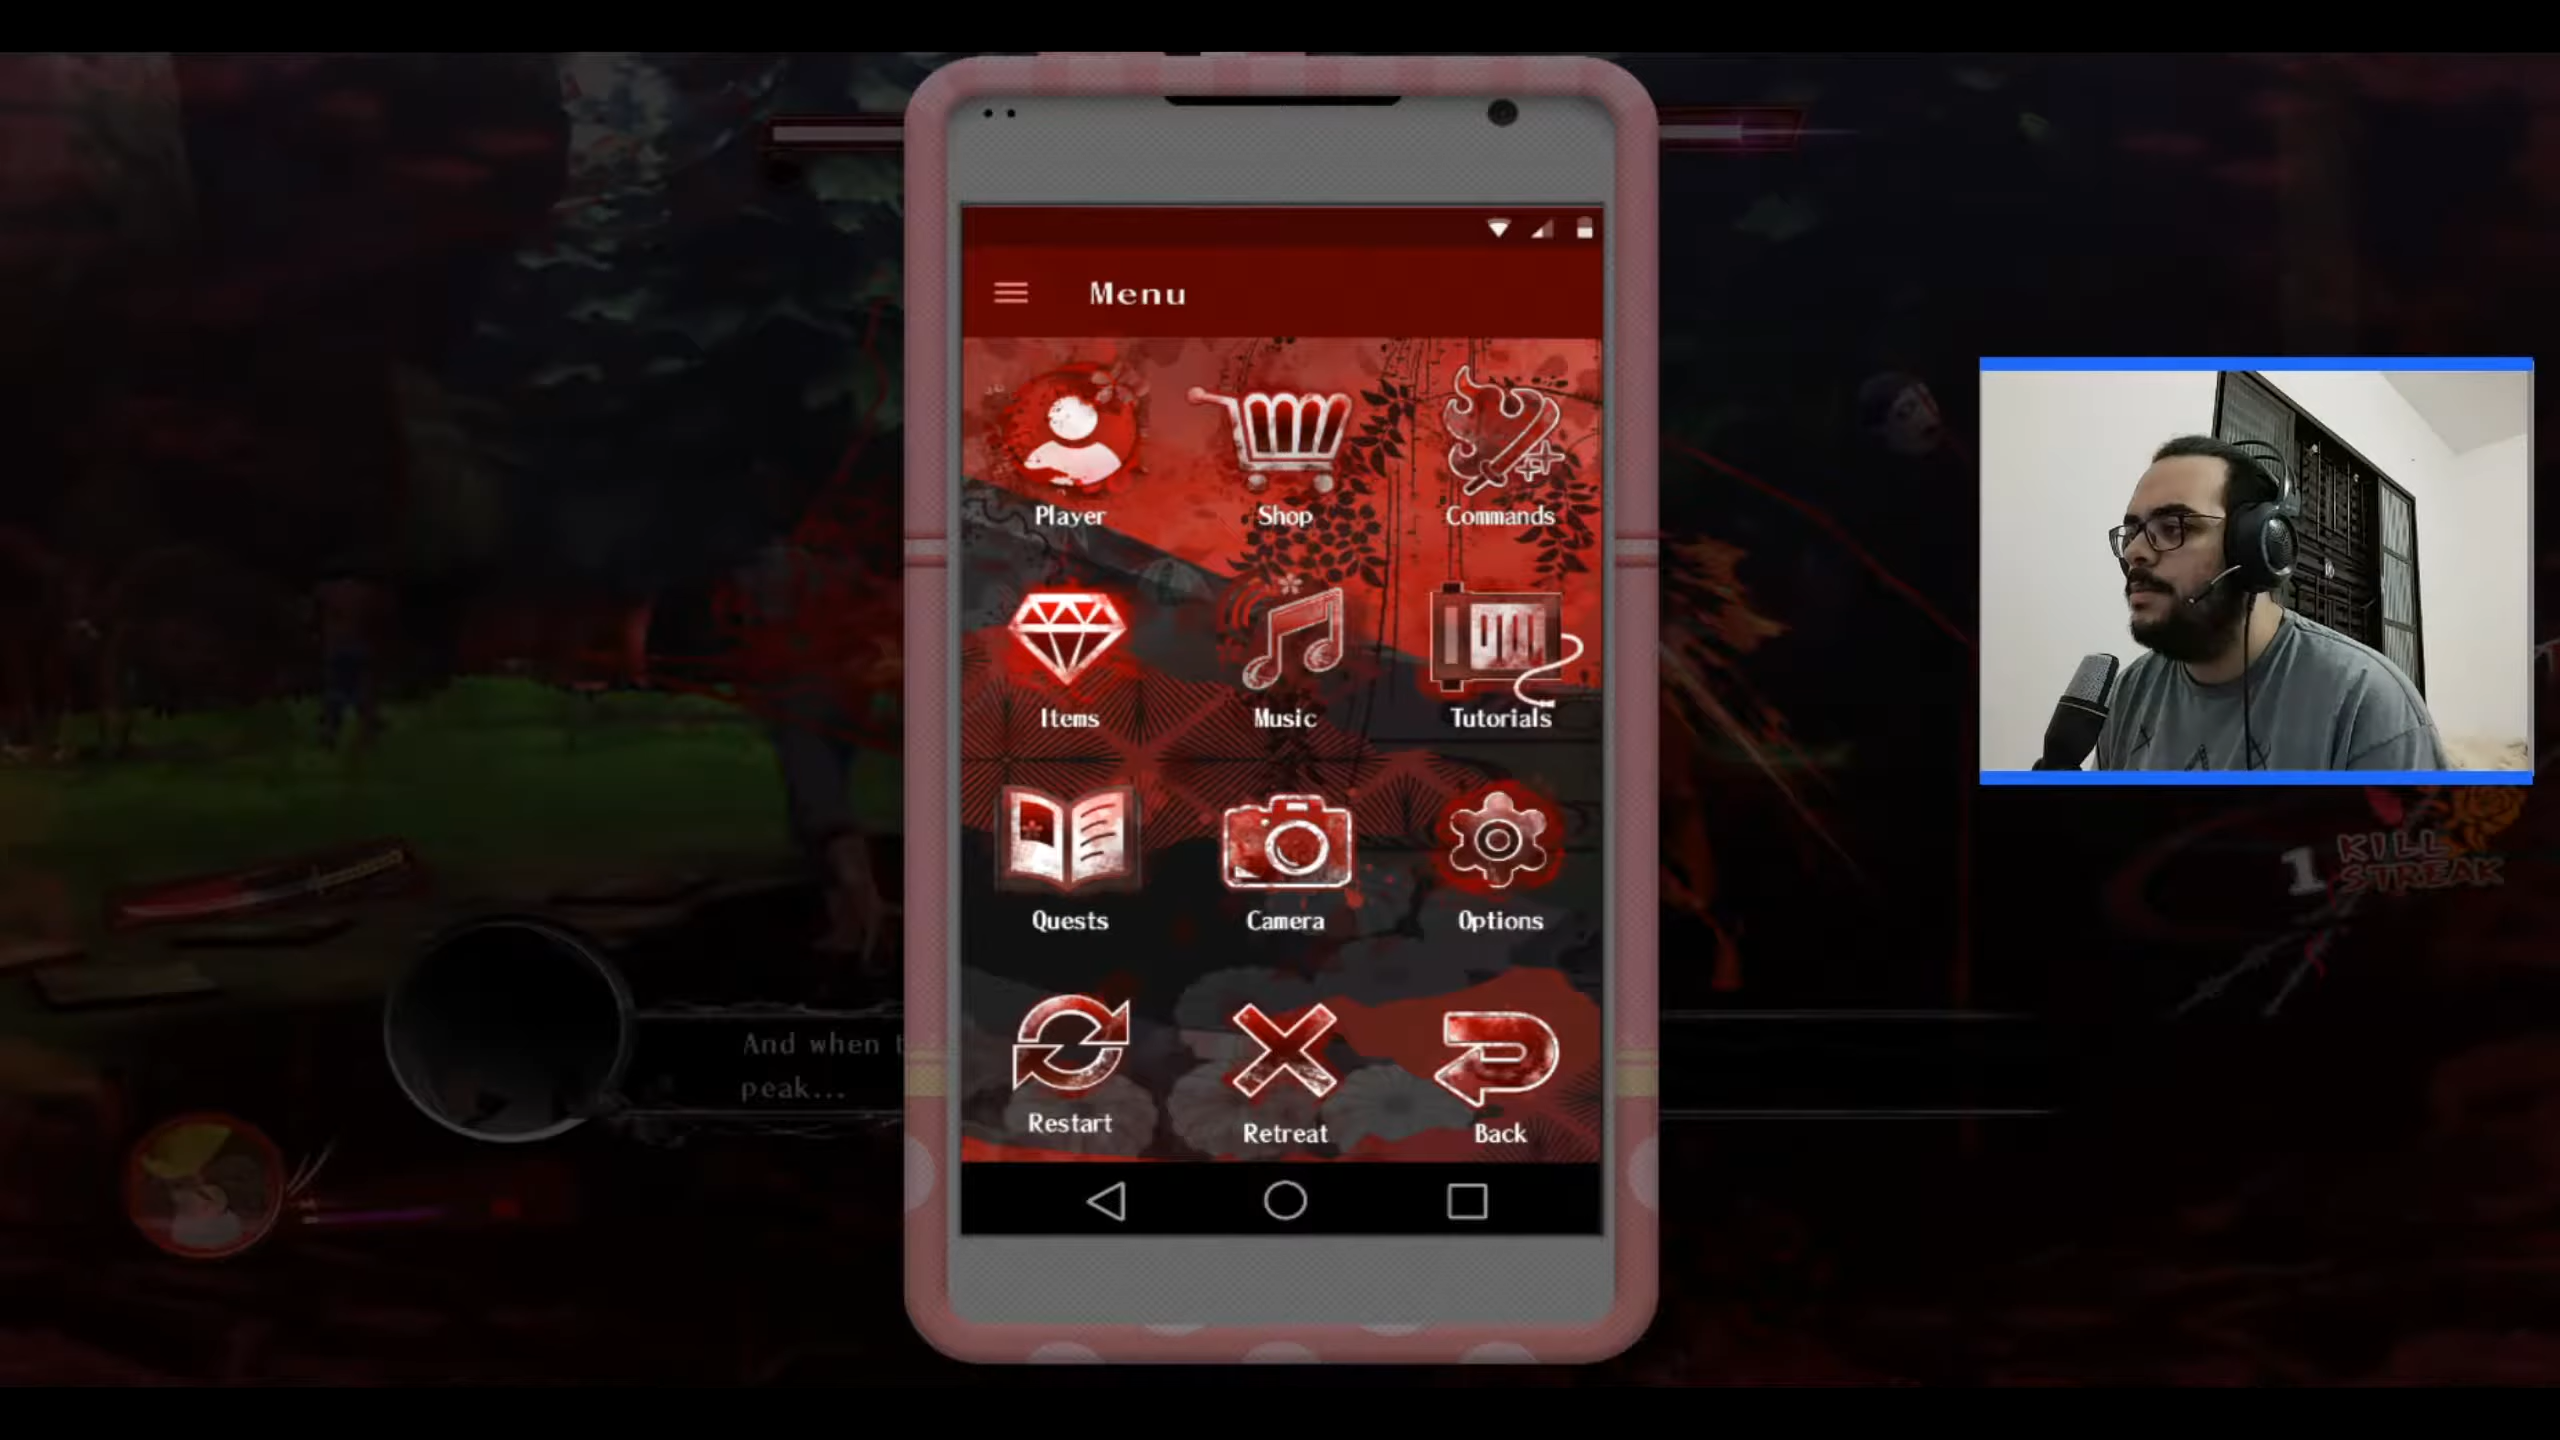 Menu
Player Shop Commands
Items Music Tutorials
Quests Camera Options
1 KILL
STREAK
And when
peak...
Restart Retreat Back